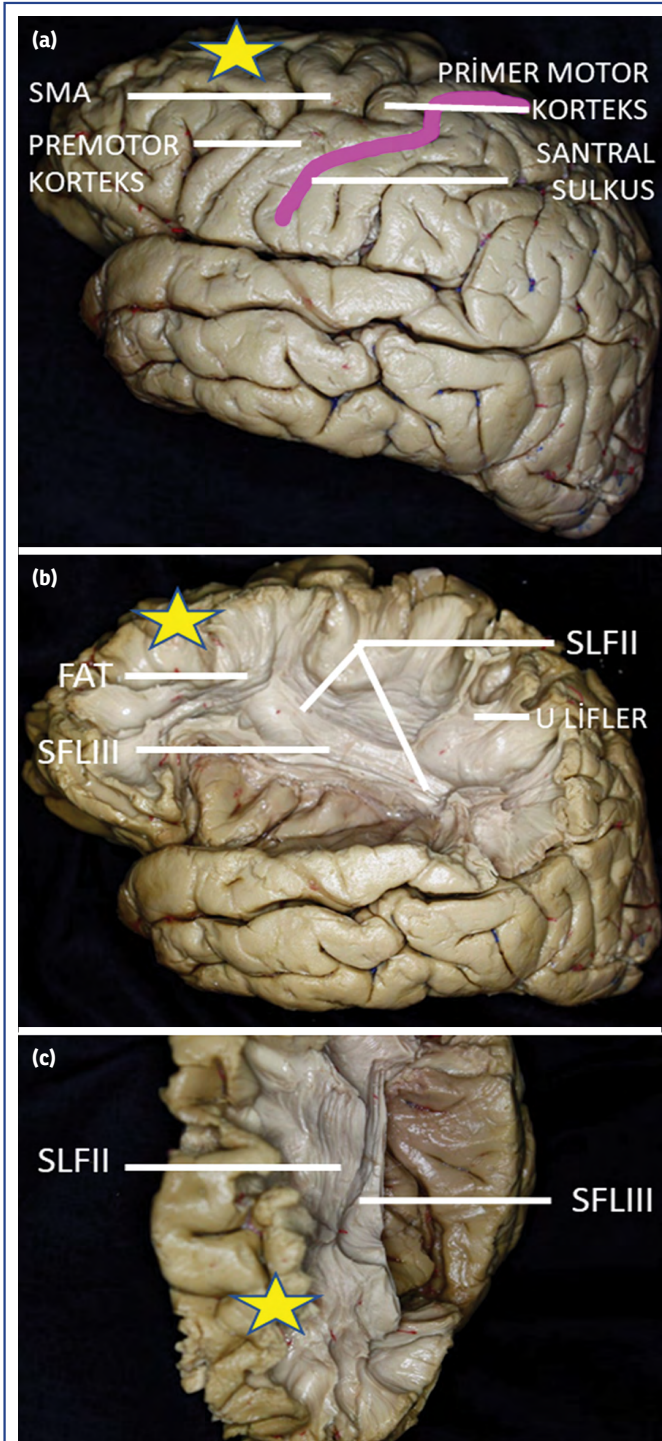 (a)
SMA
PRİMER MOTOR
KORTEKS
PREMOTOR
KORTEKS
SANTRAL
SULKUS
(b)
FAT
SLFII
U LİFLER
SFLIII
(c)
SLFII
SFLIII